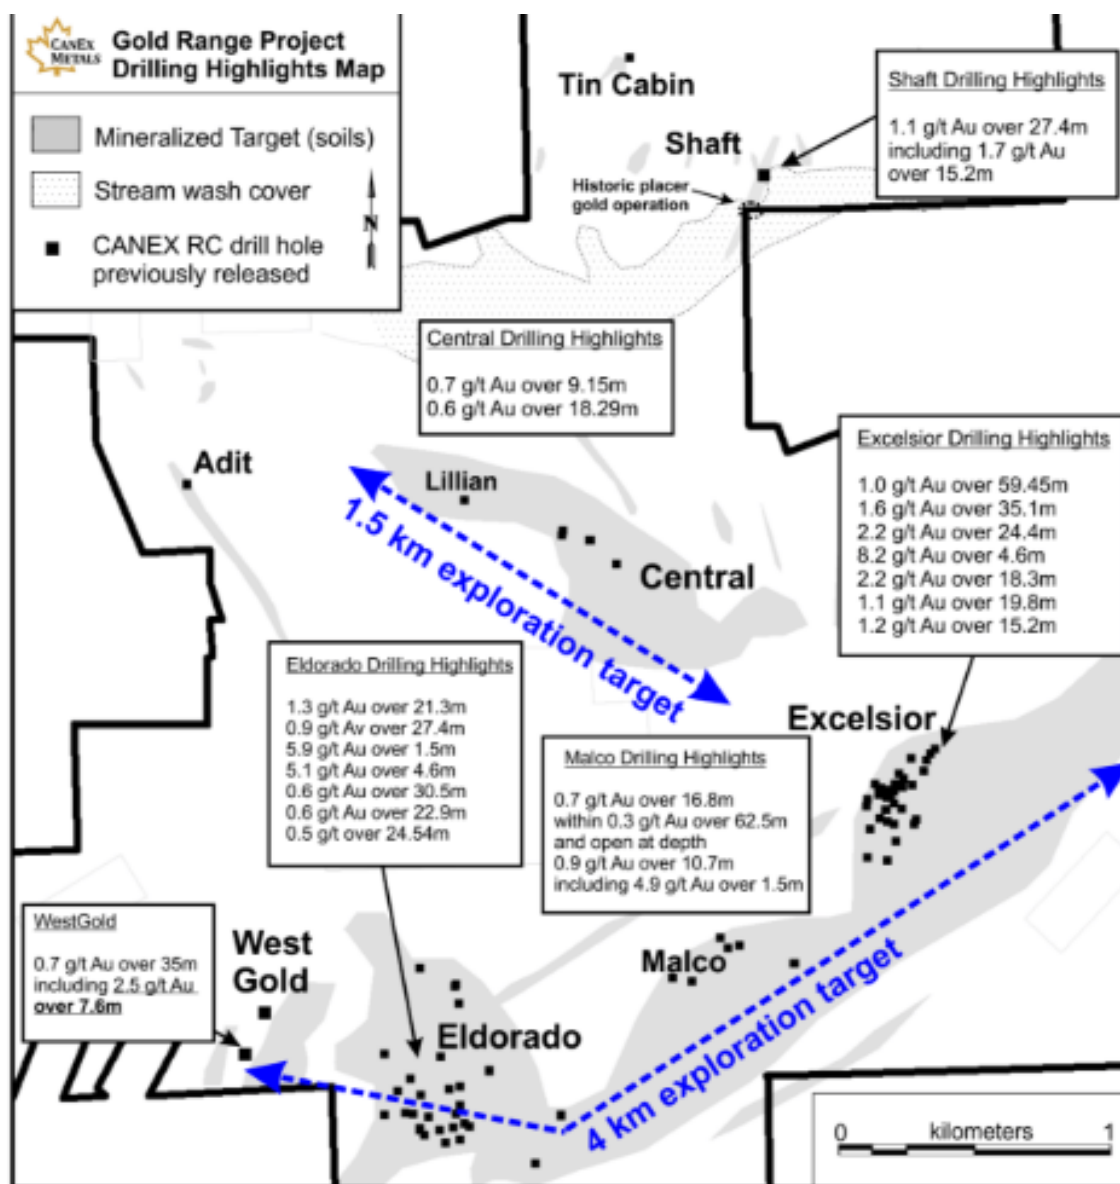 CANEX
METALS
Gold Range Project
Drilling Highlights Map
Mineralized Target (soils)
Stream wash cover
N
CANEX RC drill hole
previously released
Tin Cabin
Shaft
Historic placer
gold operation
Shaft Drilling Highlights
1.1 g/t Au over 27.4m
including 1.7 g/t Au
over 15.2m
Central Drilling Highlights
0.7 g/t Au over 9.15m
0.6 g/t Au over 18.29m
Adit
Lillian
Central
1.5 km exploration target
Excelsior Drilling Highlights
1.0 g/t Au over 59.45m
1.6 g/t Au over 35.1m
2.2 g/t Au over 24.4m
8.2 g/t Au over 4.6m
2.2 g/t Au over 18.3m
1.1 g/t Au over 19.8m
1.2 g/t Au over 15.2m
Excelsior
Eldorado Drilling Highlights
1.3 g/t Au over 21.3m
0.9 g/t Av over 27.4m
5.9 g/t Au over 1.5m
5.1 g/t Au over 4.6m
0.6 g/t Au over 30.5m
0.6 g/t Au over 22.9m
0.5 g/t over 24.54m
Malco Drilling Highlights
0.7 g/t Au over 16.8m
within 0.3 g/t Au over 62.5m
and open at depth
0.9 g/t Au over 10.7m
including 4.9 g/t Au over 1.5m
WestGold
0.7 g/t Au over 35m
including 2.5 g/t Au
over 7.6m
West
Gold
Malco
Eldorado
4 km exploration target
0 kilometers 1